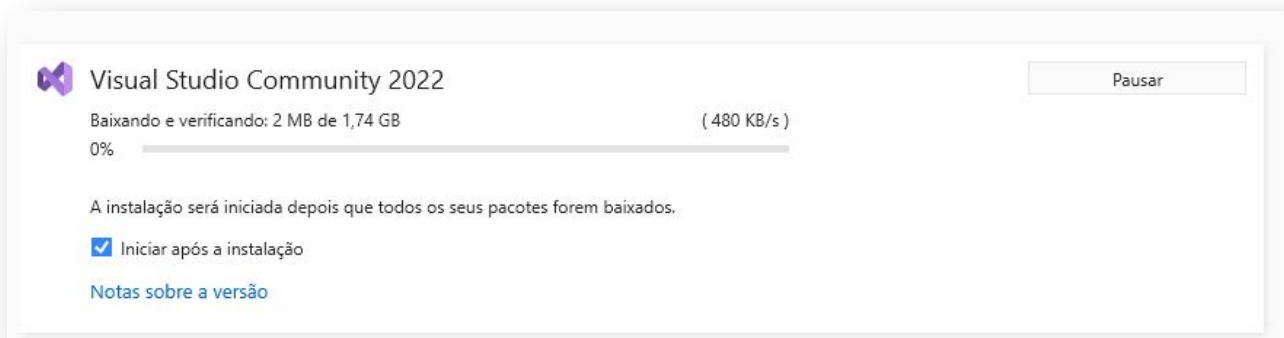 Visual Studio Community 2022
Pausar
Baixando e verificando: 2 MB de 1,74 GB
( 480 KB/s )
0%
A instalação será iniciada depois que todos os seus pacotes forem baixados.
Iniciar após a instalação
Notas sobre a versão